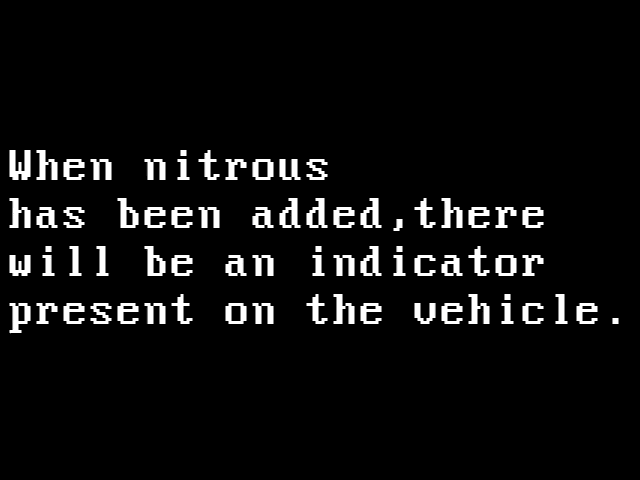 When nitrous
has been added,there
will be an indicator
present on the vehicle.